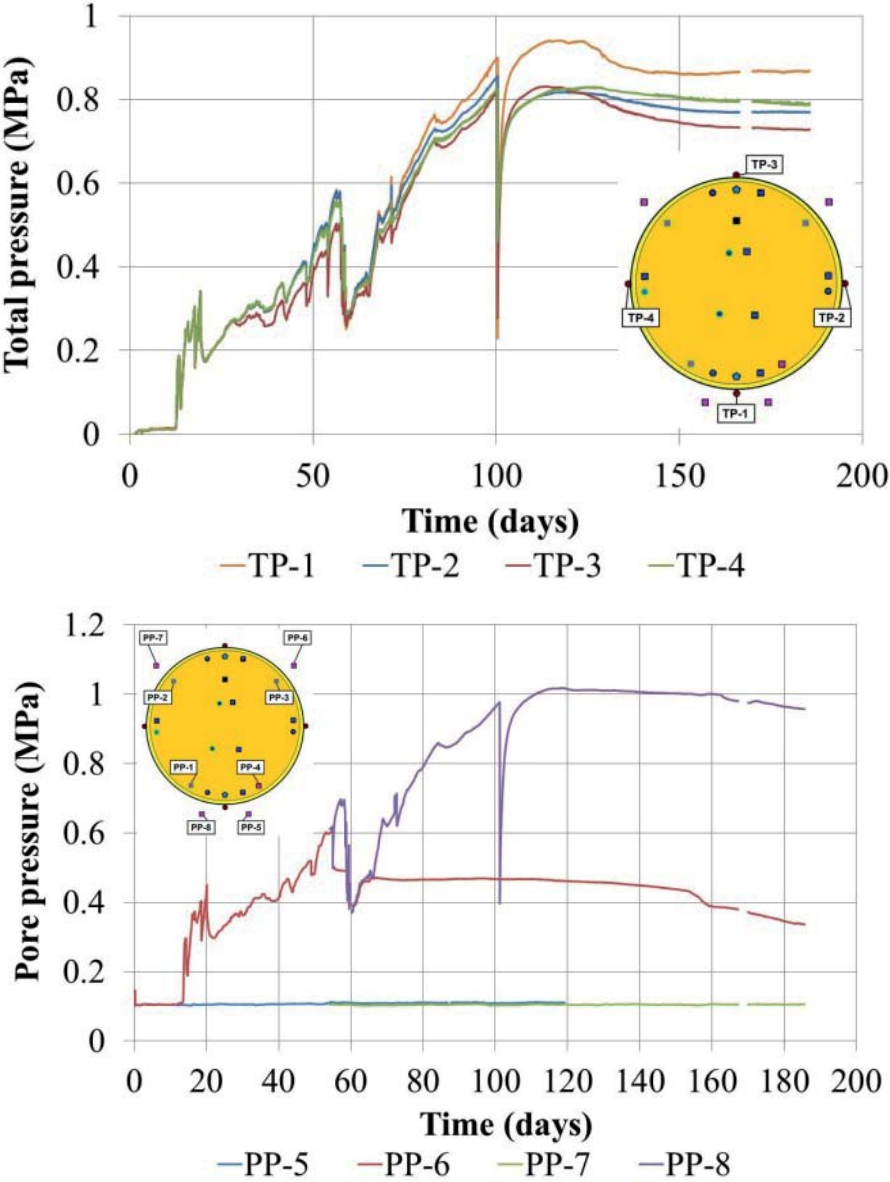 Total pressure (MPa)
1
0.8
0.6
0.4
0.2
0
0 50 100 150 200
Time (days)
TP-3
TP-4 TP-2
TP-1
TP-1 TP-2 TP-3 TP-4
Pore pressure (MPa)
1.2
1
0.8
0.6
0.4
0.2
0
0 20 40 60 80 100 120 140 160 180 200
Time (days)
PP-7 PP-6
PP-2 PP-3
PP-1 PP-4
PP-8 PP-5
PP-5 PP-6 PP-7 PP-8